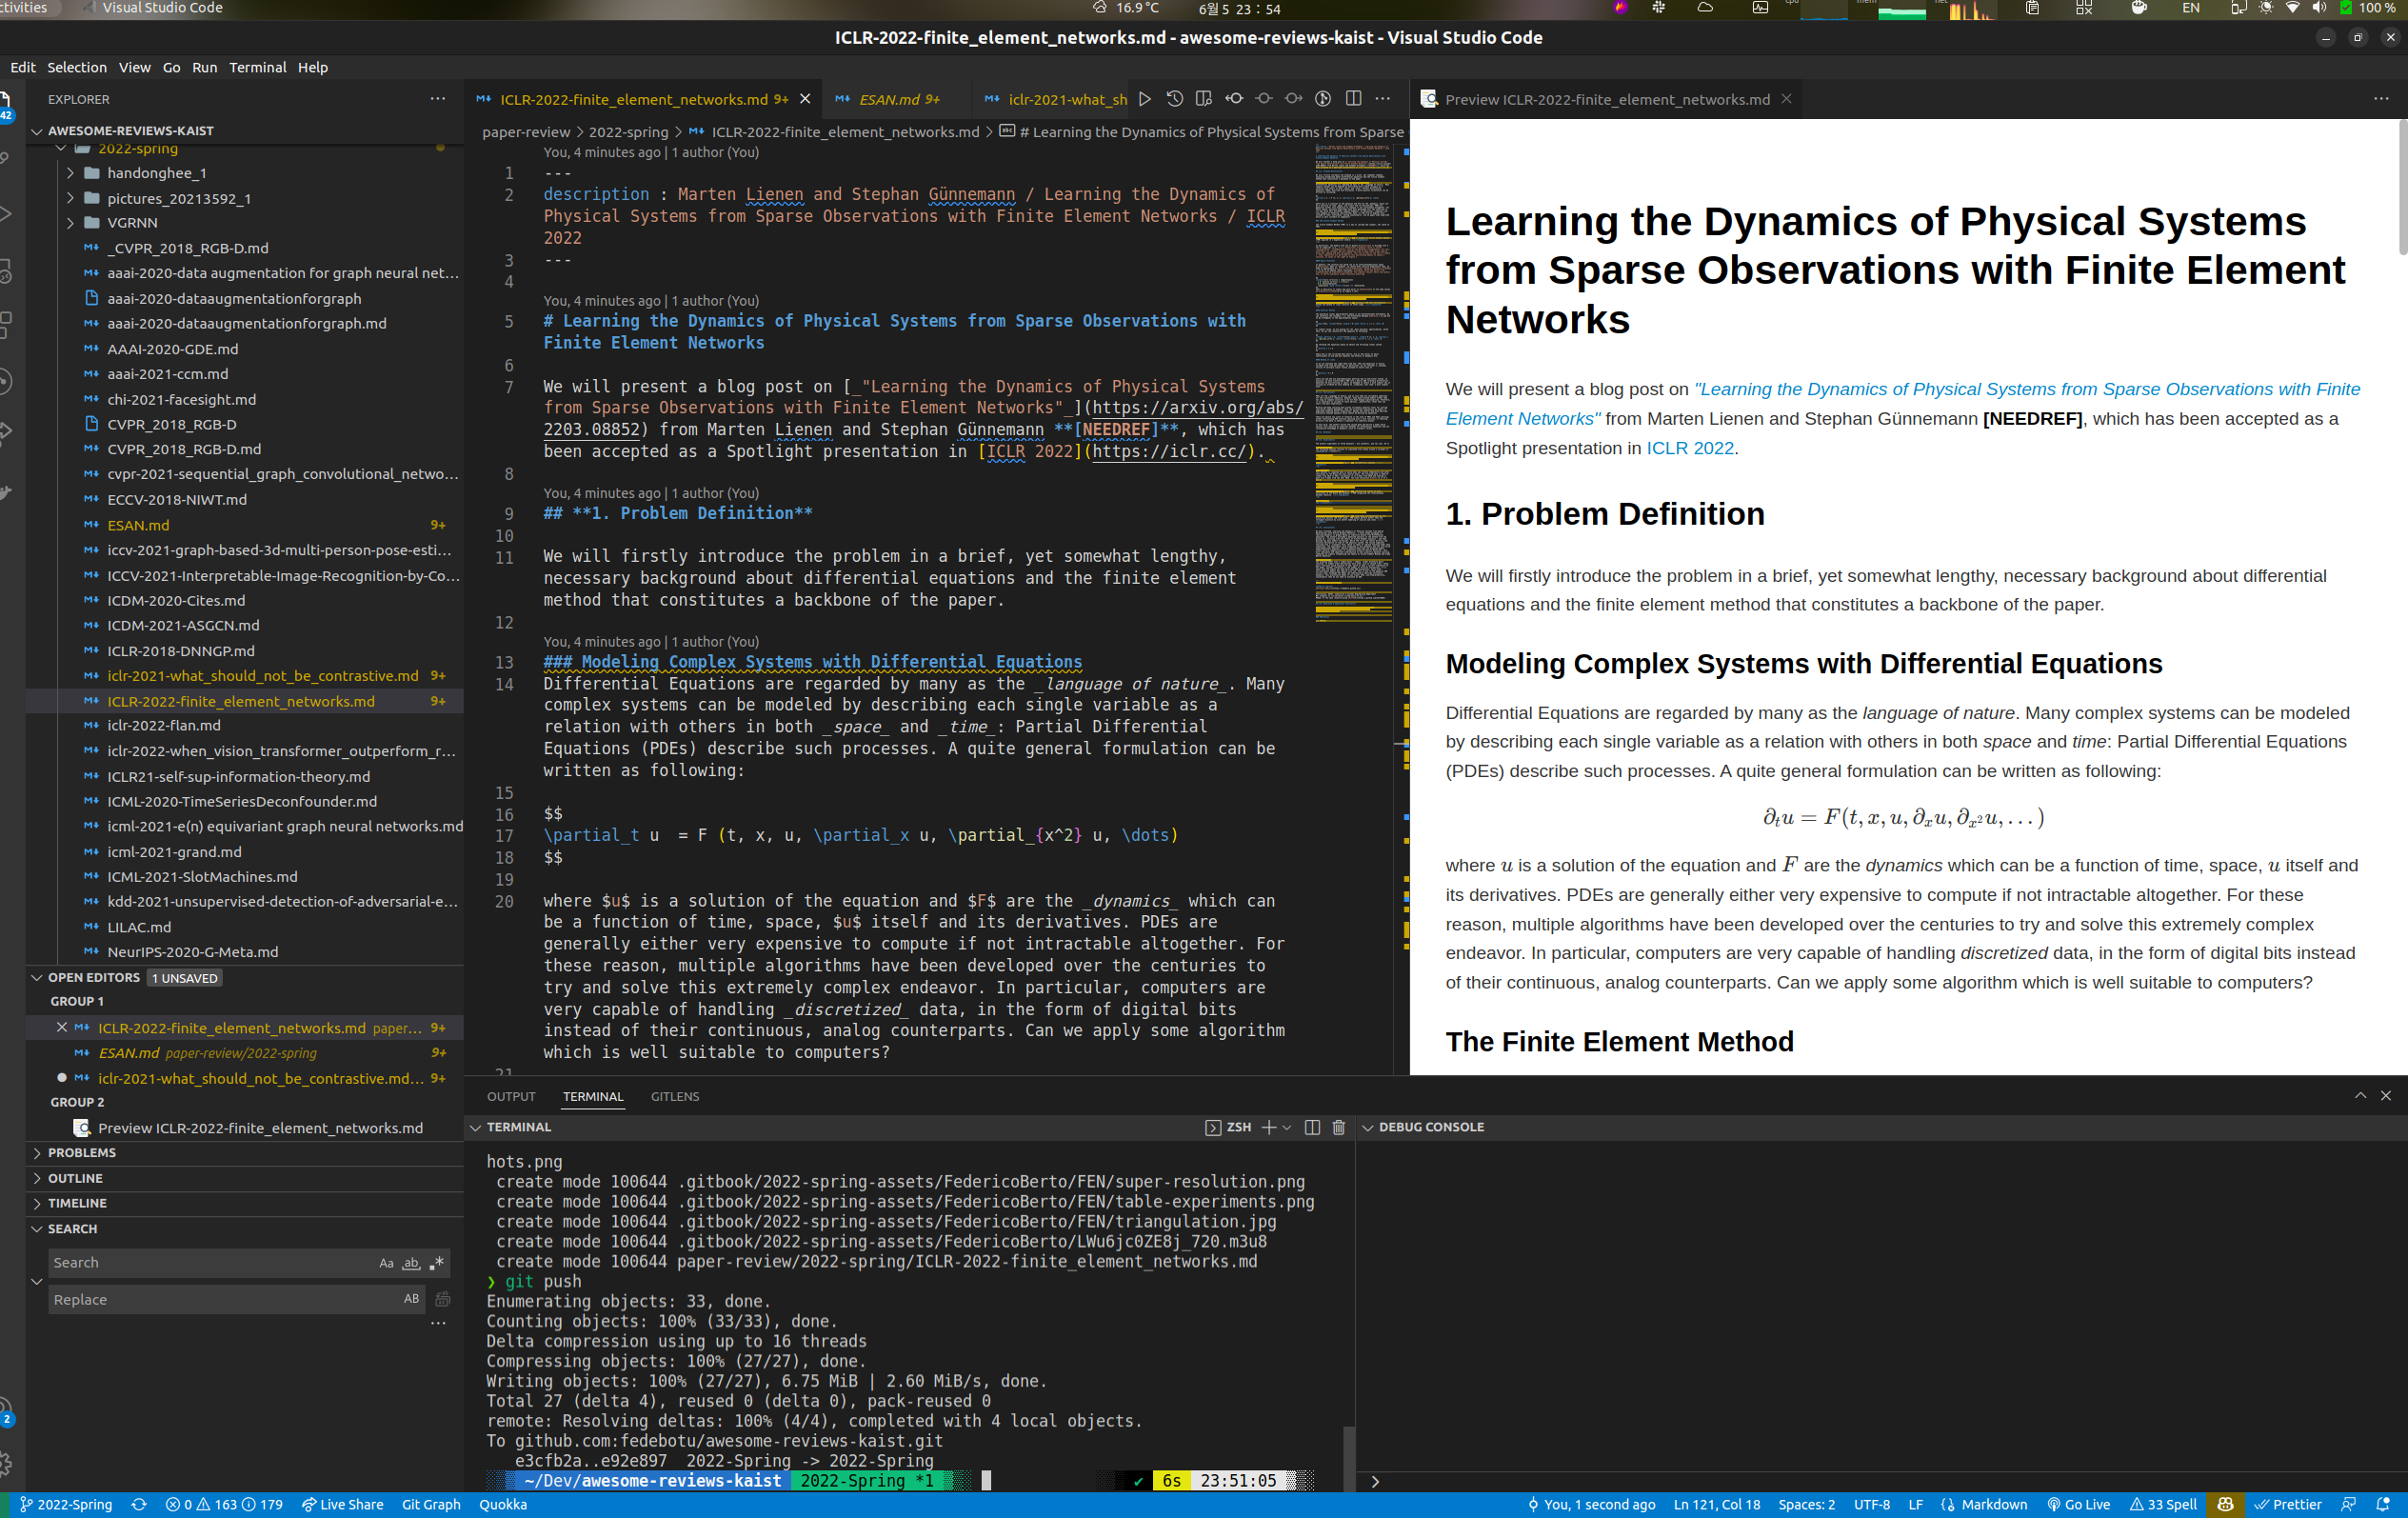 ctivities
Visual Studio Code
16.9 °C
6월 5 23 : 54
cpu
mem
net
EN
100 %
ICLR-2022-finite_element_networks.md - awesome-reviews-kaist - Visual Studio Code
Edit Selection View Go Run Terminal Help
42
EXPLORER
AWESOME-REVIEWS-KAIST
2022-spring
handonghee_1
pictures_20213592_1
VGRNN
_CVPR_2018_RGB-D.md
aaai-2020-data augmentation for graph neural net...
aaai-2020-dataaugmentationforgraph
aaai-2020-dataaugmentationforgraph.md
AAAI-2020-GDE.md
aaai-2021-ccm.md
chi-2021-facesight.md
CVPR_2018_RGB-D
CVPR_2018_RGB-D.md
cvpr-2021-sequential_graph_convolutional_netwo...
ECCV-2018-NIWT.md
ESAN.md 9+
iccv-2021-graph-based-3d-multi-person-pose-esti...
ICCV-2021-Interpretable-Image-Recognition-by-Co...
ICDM-2020-Cites.md
ICDM-2021-ASGCN.md
ICLR-2018-DNNGP.md
iclr-2021-what_should_not_be_contrastive.md 9+
ICLR-2022-finite_element_networks.md 9+
iclr-2022-flan.md
iclr-2022-when_vision_transformer_outperform_r...
ICLR21-self-sup-information-theory.md
ICML-2020-TimeSeriesDeconfounder.md
icml-2021-e(n) equivariant graph neural networks.md
icml-2021-grand.md
ICML-2021-SlotMachines.md
kdd-2021-unsupervised-detection-of-adversarial-e...
LILAC.md
NeurIPS-2020-G-Meta.md
OPEN EDITORS 1 UNSAVED
GROUP 1
ICLR-2022-finite_element_networks.md paper... 9+
ESAN.md paper-review/2022-spring 9+
iclr-2021-what_should_not_be_contrastive.md... 9+
GROUP 2
Preview ICLR-2022-finite_element_networks.md
PROBLEMS
OUTLINE
TIMELINE
SEARCH
Search
Aa ab .*
Replace
AB
...
2
ICLR-2022-finite_element_networks.md 9+
ESAN.md 9+
iclr-2021-what_sh
paper-review > 2022-spring > ICLR-2022-finite_element_networks.md > # Learning the Dynamics of Physical Systems from Sparse
You, 4 minutes ago | 1 author (You)
1 ---
2 description : Marten Lienen and Stephan Günnemann / Learning the Dynamics of
Physical Systems from Sparse Observations with Finite Element Networks / ICLR
2022
3 ---
4
You, 4 minutes ago | 1 author (You)
5 # Learning the Dynamics of Physical Systems from Sparse Observations with
Finite Element Networks
6
7 We will present a blog post on [_"Learning the Dynamics of Physical Systems
from Sparse Observations with Finite Element Networks"_](https://arxiv.org/abs/
2203.08852) from Marten Lienen and Stephan Günnemann **[NEEDREF]**, which has
been accepted as a Spotlight presentation in [ICLR 2022](https://iclr.cc/).
8
You, 4 minutes ago | 1 author (You)
9 ## **1. Problem Definition**
10
11 We will firstly introduce the problem in a brief, yet somewhat lengthy,
necessary background about differential equations and the finite element
method that constitutes a backbone of the paper.
12
You, 4 minutes ago | 1 author (You)
13 ### Modeling Complex Systems with Differential Equations
14 Differential Equations are regarded by many as the _language of nature_. Many
complex systems can be modeled by describing each single variable as a
relation with others in both _space_ and _time_: Partial Differential
Equations (PDEs) describe such processes. A quite general formulation can be
written as following:
15
16 $$
17 \partial_t u  = F (t, x, u, \partial_x u, \partial_{x^2} u, \dots)
18 $$
19
20 where $u$ is a solution of the equation and $F$ are the _dynamics_ which can
be a function of time, space, $u$ itself and its derivatives. PDEs are
generally either very expensive to compute if not intractable altogether. For
these reason, multiple algorithms have been developed over the centuries to
try and solve this extremely complex endeavor. In particular, computers are
very capable of handling _discretized_ data, in the form of digital bits
instead of their continuous, analog counterparts. Can we apply some algorithm
which is well suitable to computers?
21
Preview ICLR-2022-finite_element_networks.md
Learning the Dynamics of Physical Systems
from Sparse Observations with Finite Element
Networks
We will present a blog post on "Learning the Dynamics of Physical Systems from Sparse Observations with Finite
Element Networks" from Marten Lienen and Stephan Günnemann [NEEDREF], which has been accepted as a
Spotlight presentation in ICLR 2022.
1. Problem Definition
We will firstly introduce the problem in a brief, yet somewhat lengthy, necessary background about differential
equations and the finite element method that constitutes a backbone of the paper.
Modeling Complex Systems with Differential Equations
Differential Equations are regarded by many as the language of nature. Many complex systems can be modeled
by describing each single variable as a relation with others in both space and time: Partial Differential Equations
(PDEs) describe such processes. A quite general formulation can be written as following:
∂ₜu = F(t, x, u, ∂ₓu, ∂ₓ²u, . . . )
where u is a solution of the equation and F are the dynamics which can be a function of time, space, u itself and
its derivatives. PDEs are generally either very expensive to compute if not intractable altogether. For these
reason, multiple algorithms have been developed over the centuries to try and solve this extremely complex
endeavor. In particular, computers are very capable of handling discretized data, in the form of digital bits instead
of their continuous, analog counterparts. Can we apply some algorithm which is well suitable to computers?
The Finite Element Method
OUTPUT TERMINAL GITLENS
TERMINAL
ZSH
DEBUG CONSOLE
hots.png
create mode 100644 .gitbook/2022-spring-assets/FedericoBerto/FEN/super-resolution.png
create mode 100644 .gitbook/2022-spring-assets/FedericoBerto/FEN/table-experiments.png
create mode 100644 .gitbook/2022-spring-assets/FedericoBerto/FEN/triangulation.jpg
create mode 100644 .gitbook/2022-spring-assets/FedericoBerto/LWu6jc0ZE8j_720.m3u8
create mode 100644 paper-review/2022-spring/ICLR-2022-finite_element_networks.md
❯ git push
Enumerating objects: 33, done.
Counting objects: 100% (33/33), done.
Delta compression using up to 16 threads
Compressing objects: 100% (27/27), done.
Writing objects: 100% (27/27), 6.75 MiB | 2.60 MiB/s, done.
Total 27 (delta 4), reused 0 (delta 0), pack-reused 0
remote: Resolving deltas: 100% (4/4), completed with 4 local objects.
To github.com:fedebotu/awesome-reviews-kaist.git
e3cfb2a..e92e897  2022-Spring -> 2022-Spring
~/Dev/awesome-reviews-kaist 2022-Spring *1 ✔ 6s 23:51:05
2022-Spring 0 163 179 Live Share Git Graph Quokka
You, 1 second ago Ln 121, Col 18 Spaces: 2 UTF-8 LF Markdown Go Live 33 Spell Prettier